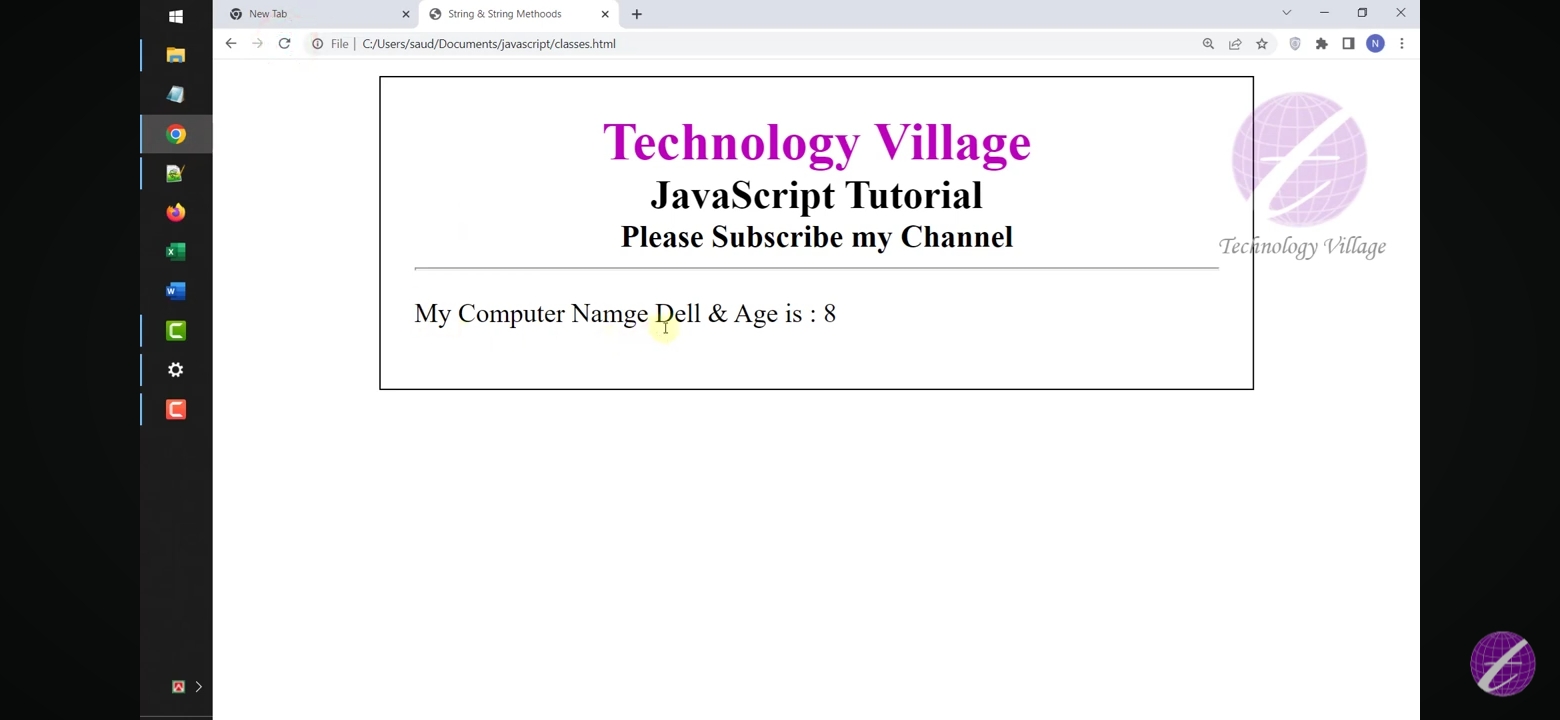 New Tab
String & String Methoods
File
C:/Users/saud/Documents/javascript/classes.html
N
Technology Village
JavaScript Tutorial
Please Subscribe my Channel
Technology Village
My Computer Namge Dell & Age is : 8